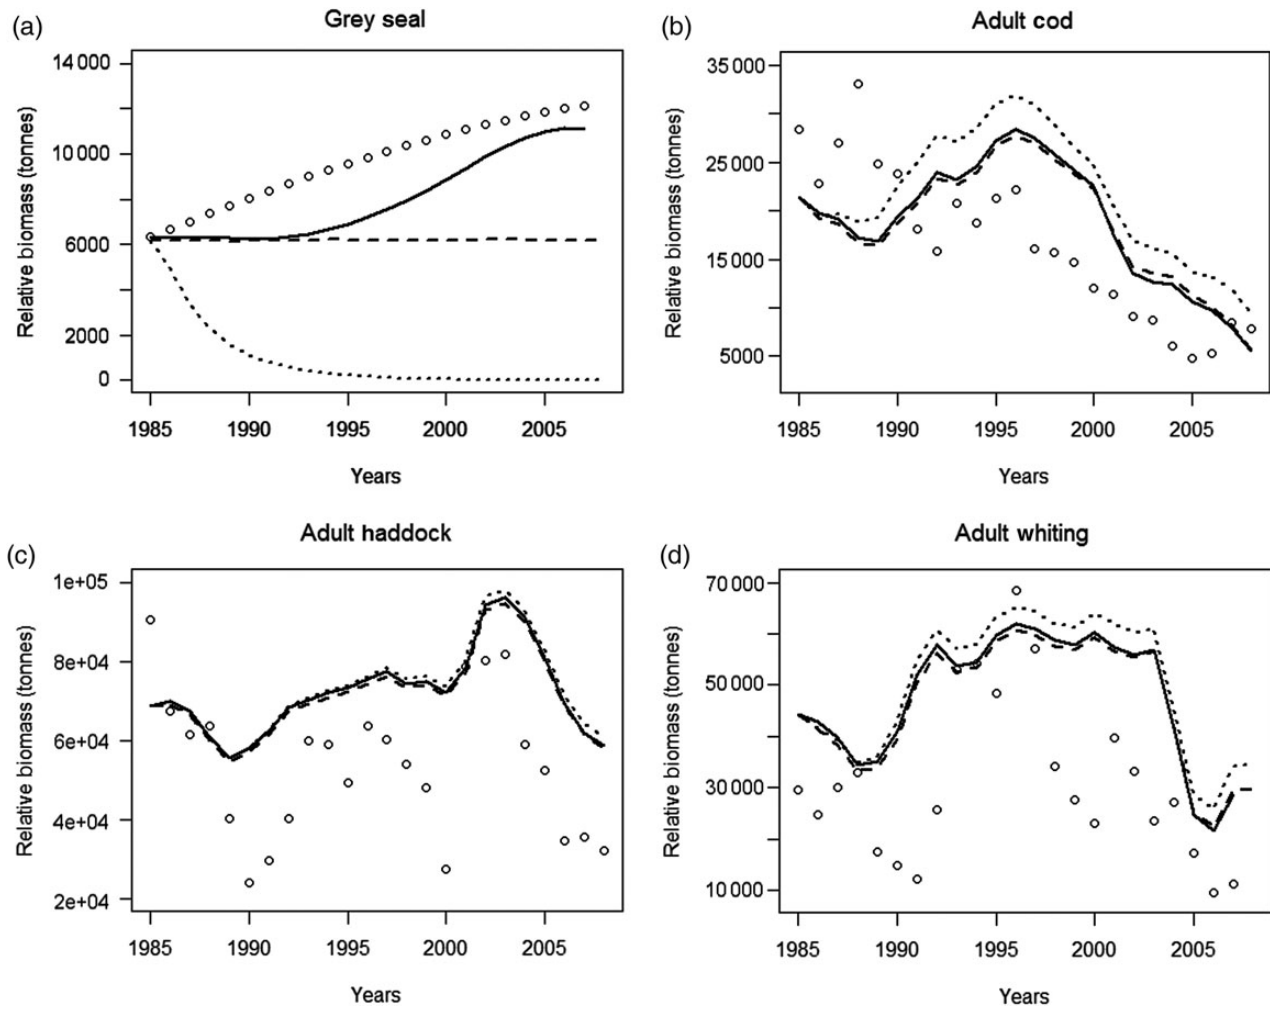 (a)
Grey seal
Relative biomass (tonnes)
14 000
10 000
6000
2000
0
1985 1990 1995 2000 2005
Years
(b)
Adult cod
Relative biomass (tonnes)
35 000
25 000
15 000
5000
1985 1990 1995 2000 2005
Years
(c)
Adult haddock
Relative biomass (tonnes)
1e+05
8e+04
6e+04
4e+04
2e+04
1985 1990 1995 2000 2005
Years
(d)
Adult whiting
Relative biomass (tonnes)
70 000
50 000
30 000
10 000
1985 1990 1995 2000 2005
Years